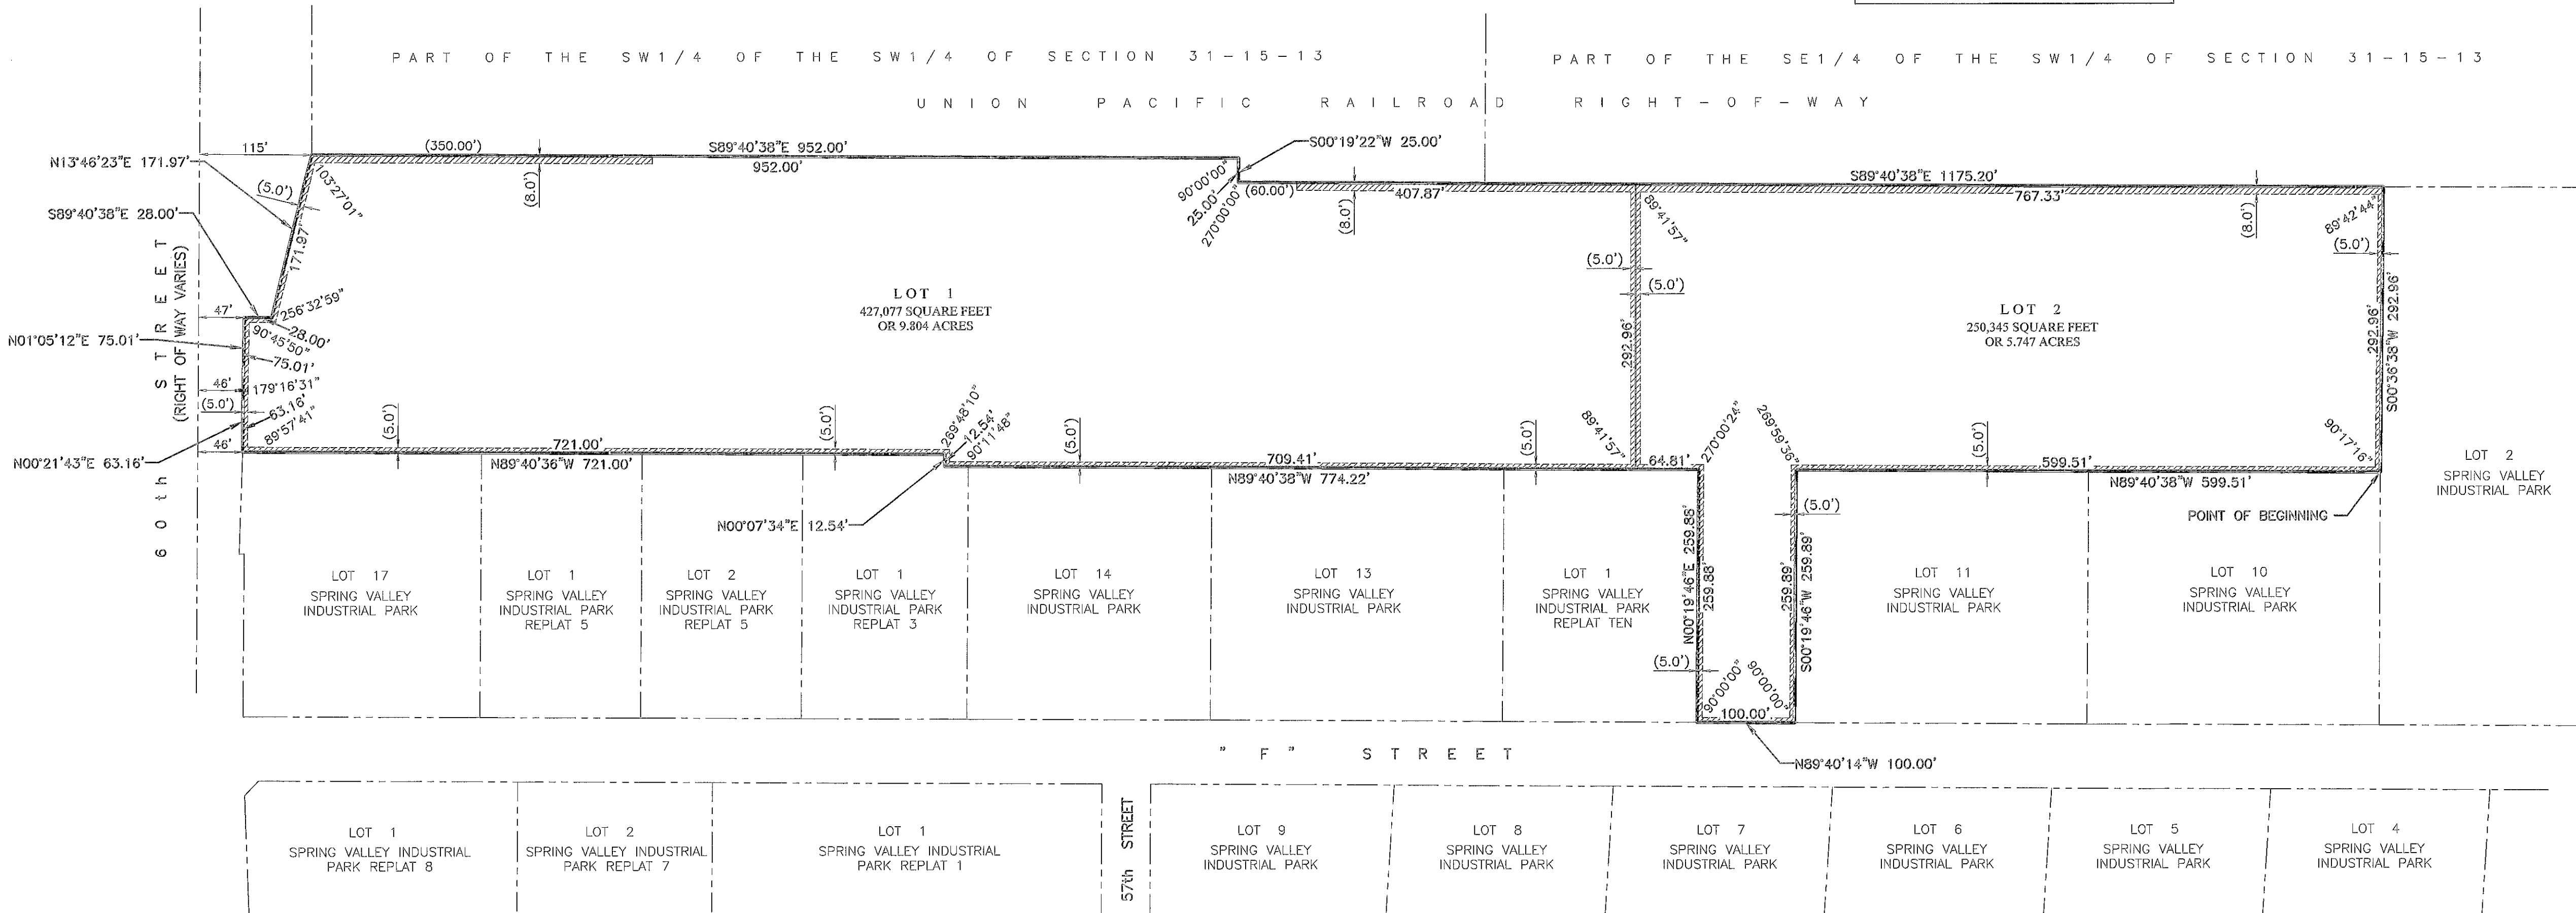 PART OF THE SW1/4 OF THE SW1/4 OF SECTION 31-15-13
PART OF THE SE1/4 OF THE SW1/4 OF SECTION 31-15-13
UNION PACIFIC RAILROAD RIGHT-OF-WAY
115'
(350.00')
S89°40'38"E 952.00'
952.00'
S00°19'22"W 25.00'
N13°46'23"E 171.97'
(5.0')
103°27'01"
(8.0')
90°00'00"
25.00'
270°00'00"
(60.00')
(8.0')
407.87'
S89°40'38"E 1175.20'
767.33'
(8.0')
89°41'57"
89°42'44"
(5.0')
S89°40'38"E 28.00'
171.97'
60th STREET
(RIGHT OF WAY VARIES)
(5.0')
(5.0')
LOT 1
427,077 SQUARE FEET
OR 9.804 ACRES
LOT 2
250,345 SQUARE FEET
OR 5.747 ACRES
292.96'
292.96'
S00°36'38"W 292.96'
47'
256°32'59"
28.00'
90°45'50"
75.01'
N01°05'12"E 75.01'
46'
179°16'31"
(5.0')
63.16'
89°57'41"
46'
N00°21'43"E 63.16'
(5.0')
721.00'
N89°40'36"W 721.00'
(5.0')
269°48'10"
12.54'
90°11'48"
N00°07'34"E 12.54'
(5.0')
709.41'
N89°40'38"W 774.22'
(5.0')
89°41'57"
64.81'
270°00'24"
269°59'36"
(5.0')
599.51'
N89°40'38"W 599.51'
90°17'16"
POINT OF BEGINNING
LOT 2
SPRING VALLEY
INDUSTRIAL PARK
(5.0')
N00°19'46"E 259.88'
259.88'
259.89'
S00°19'46"W 259.89'
(5.0')
90°00'00"
90°00'00"
100.00'
N89°40'14"W 100.00'
LOT 17
SPRING VALLEY
INDUSTRIAL PARK
LOT 1
SPRING VALLEY
INDUSTRIAL PARK
REPLAT 5
LOT 2
SPRING VALLEY
INDUSTRIAL PARK
REPLAT 5
LOT 1
SPRING VALLEY
INDUSTRIAL PARK
REPLAT 3
LOT 14
SPRING VALLEY
INDUSTRIAL PARK
LOT 13
SPRING VALLEY
INDUSTRIAL PARK
LOT 1
SPRING VALLEY
INDUSTRIAL PARK
REPLAT TEN
LOT 11
SPRING VALLEY
INDUSTRIAL PARK
LOT 10
SPRING VALLEY
INDUSTRIAL PARK
"F" STREET
LOT 1
SPRING VALLEY INDUSTRIAL
PARK REPLAT 8
LOT 2
SPRING VALLEY INDUSTRIAL
PARK REPLAT 7
LOT 1
SPRING VALLEY INDUSTRIAL
PARK REPLAT 1
57th STREET
LOT 9
SPRING VALLEY
INDUSTRIAL PARK
LOT 8
SPRING VALLEY
INDUSTRIAL PARK
LOT 7
SPRING VALLEY
INDUSTRIAL PARK
LOT 6
SPRING VALLEY
INDUSTRIAL PARK
LOT 5
SPRING VALLEY
INDUSTRIAL PARK
LOT 4
SPRING VALLEY
INDUSTRIAL PARK